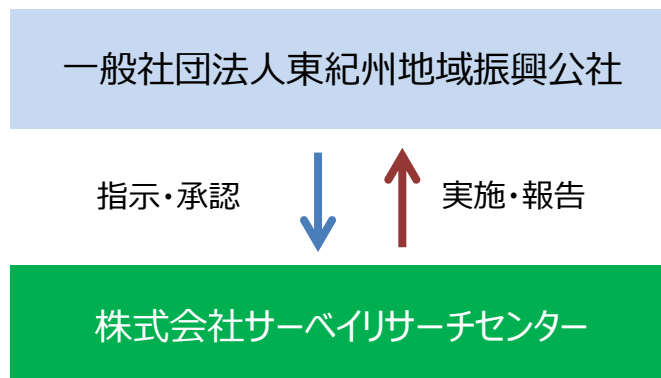 一般社団法人東紀州地域振興公社
指示・承認
実施・報告
株式会社サーベイリサーチセンター